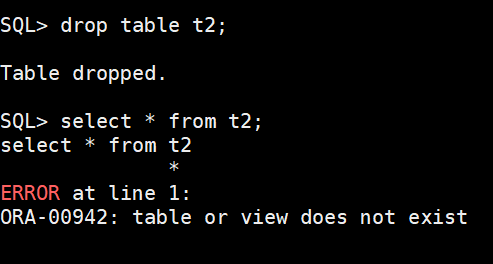 SQL> drop table t2;
Table dropped.
SQL> select * from t2;
select * from t2
*
ERROR at line 1:
ORA-00942: table or view does not exist